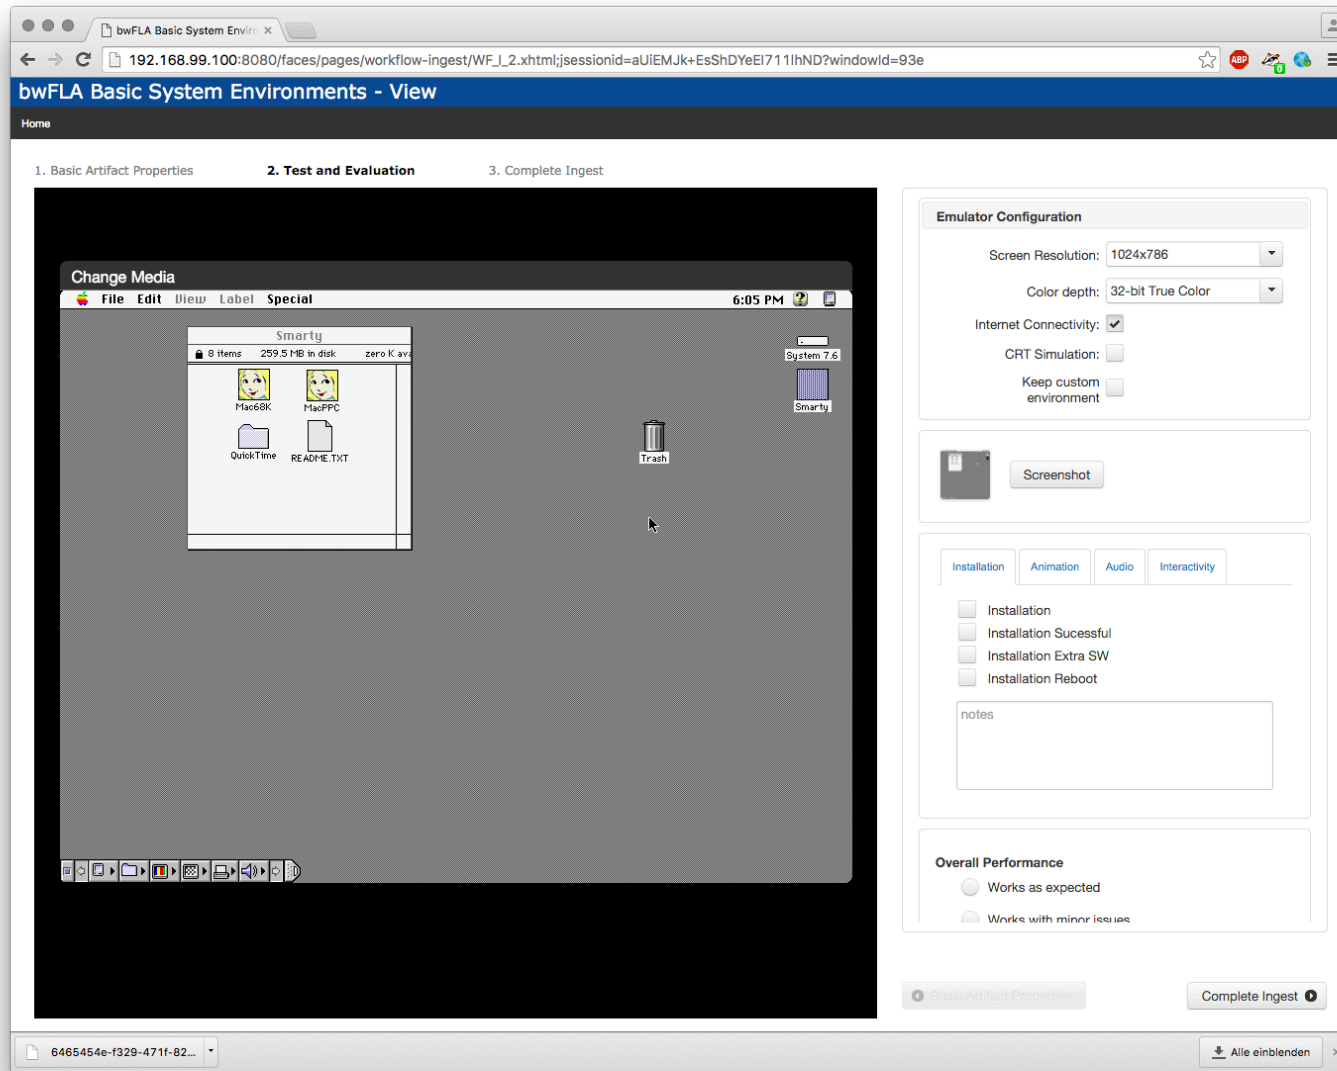 bwFLA Basic System Enviro
192.168.99.100:8080/faces/pages/workflow-ingest/WF_I_2.xhtml;jsessionid=aUiEMJk+EsShDYeEI711IhND?windowId=93e
ABP
0
bwFLA Basic System Environments - View
Home
1. Basic Artifact Properties 2. Test and Evaluation 3. Complete Ingest
Change Media
File Edit View Label Special 6:05 PM
Smarty
8 items 259.5 MB in disk zero K ava
Mac68K MacPPC
QuickTime README.TXT
System 7.6
Smarty
Trash
Emulator Configuration
Screen Resolution: 1024x786
Color depth: 32-bit True Color
Internet Connectivity:
CRT Simulation:
Keep custom
environment
Screenshot
Installation Animation Audio Interactivity
Installation
Installation Sucessful
Installation Extra SW
Installation Reboot
notes
Overall Performance
Works as expected
Works with minor issues
Basic Artifact Properties
Complete Ingest
6465454e-f329-471f-82...
Alle einblenden